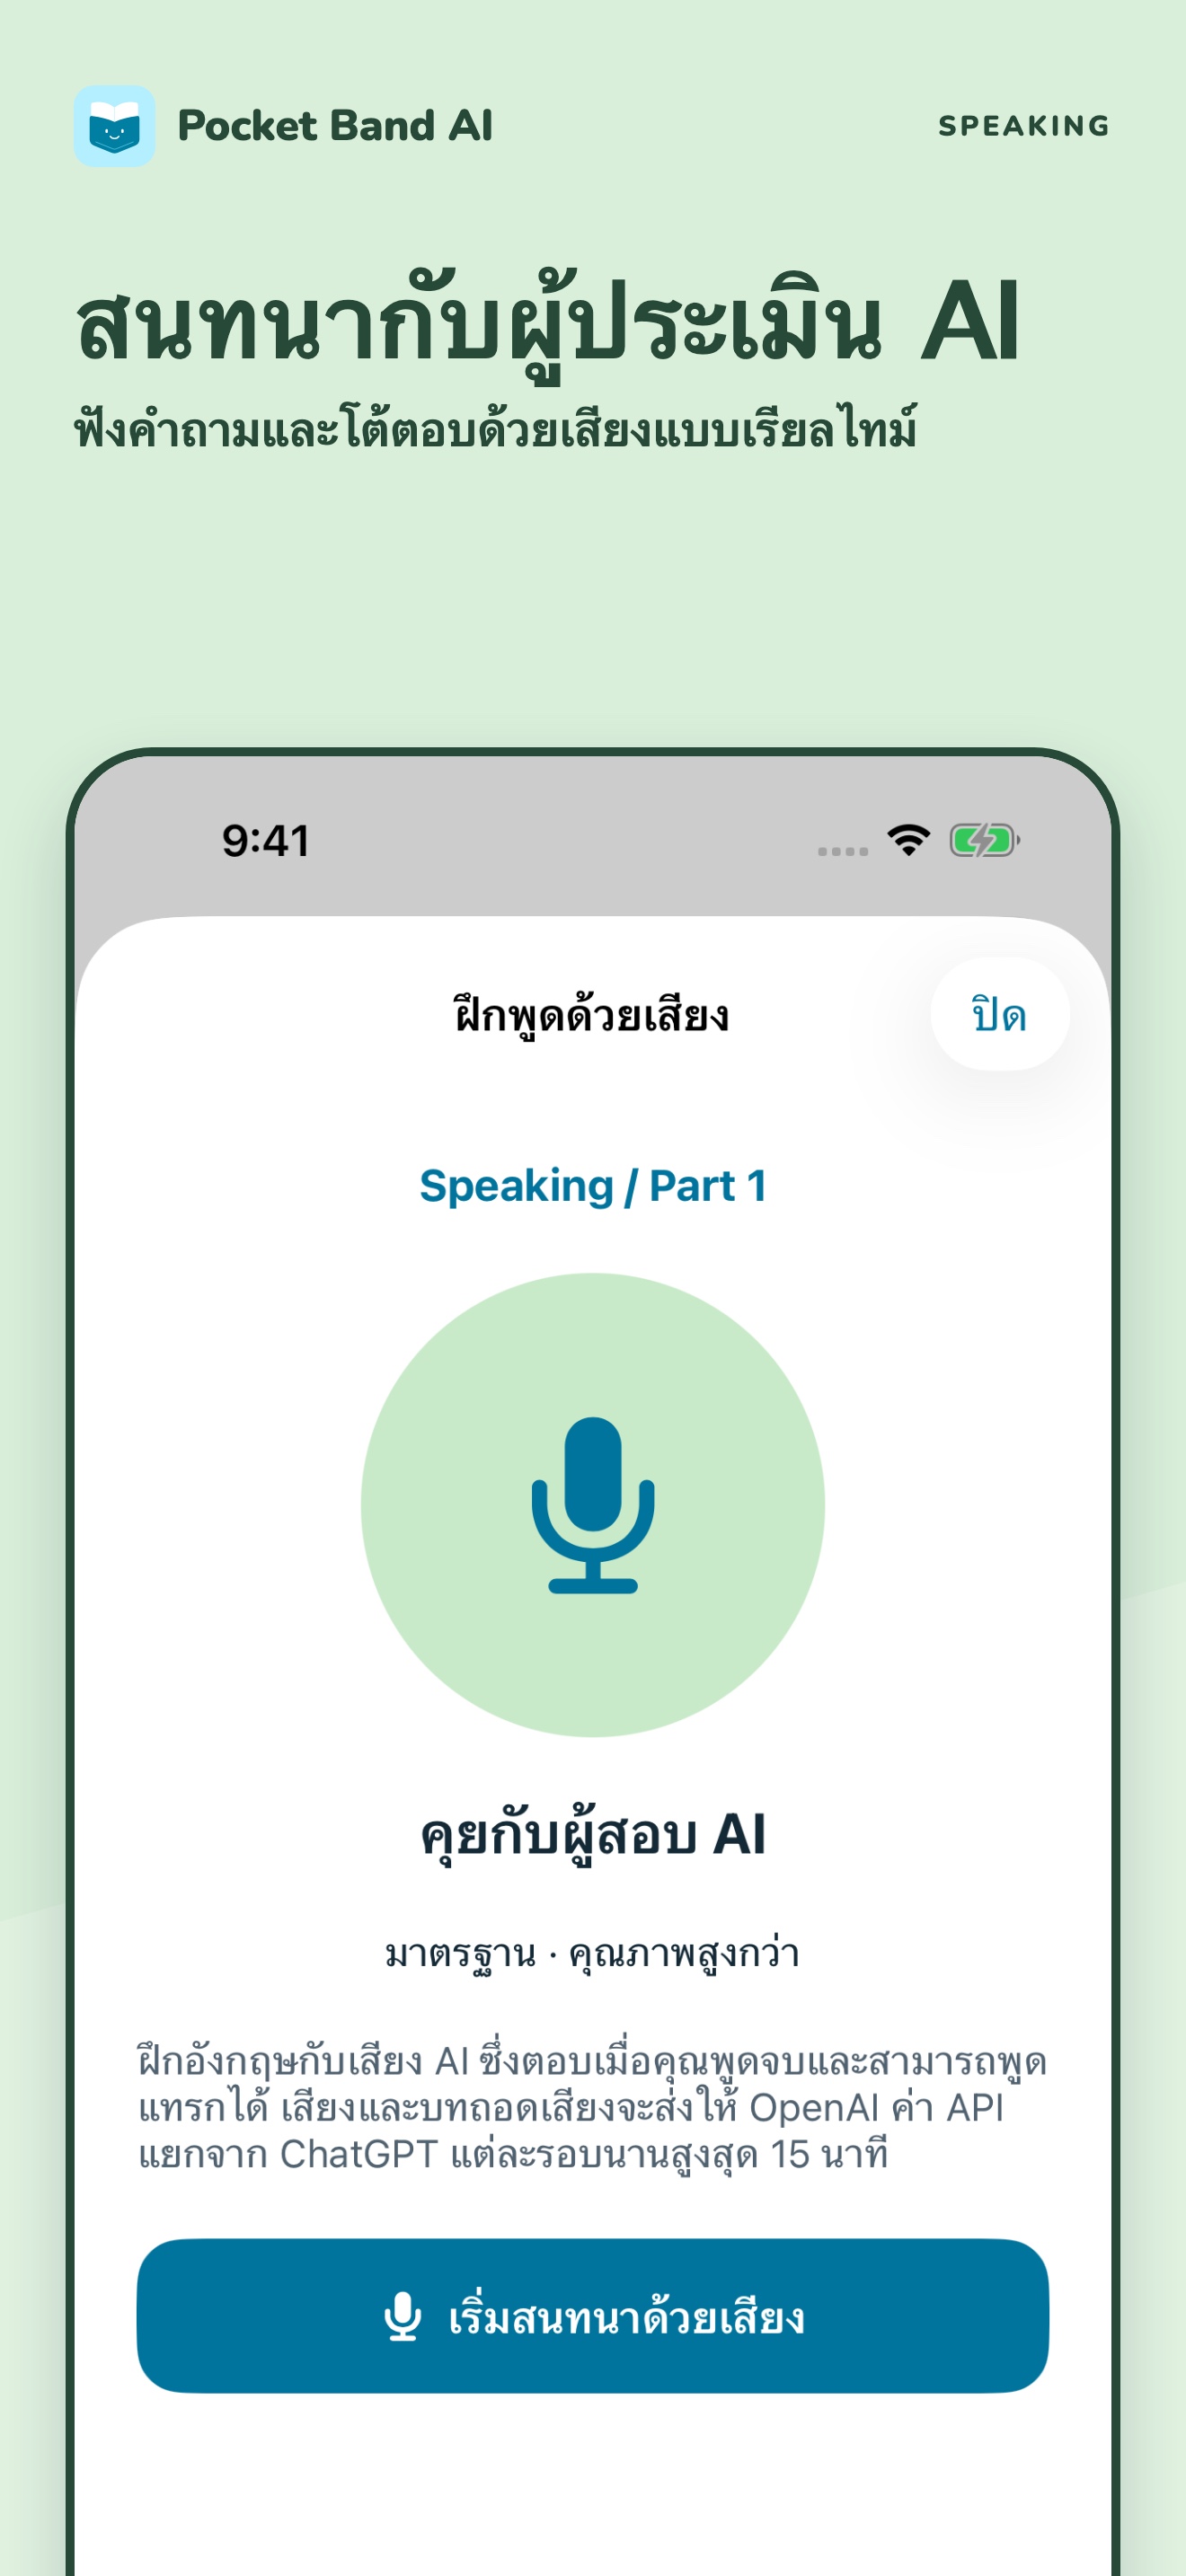 Pocket Band AI
SPEAKING
สนทนากับผู้ประเมิน AI
ฟังคำถามและโต้ตอบด้วยเสียงแบบเรียลไทม์
9:41
ฝึกพูดด้วยเสียง
ปิด
Speaking / Part 1
คุยกับผู้สอบ AI
มาตรฐาน · คุณภาพสูงกว่า
ฝึกอังกฤษกับเสียง AI ซึ่งตอบเมื่อคุณพูดจบและสามารถพูด
แทรกได้ เสียงและบทถอดเสียงจะส่งให้ OpenAI ค่า API
แยกจาก ChatGPT แต่ละรอบนานสูงสุด 15 นาที
เริ่มสนทนาด้วยเสียง